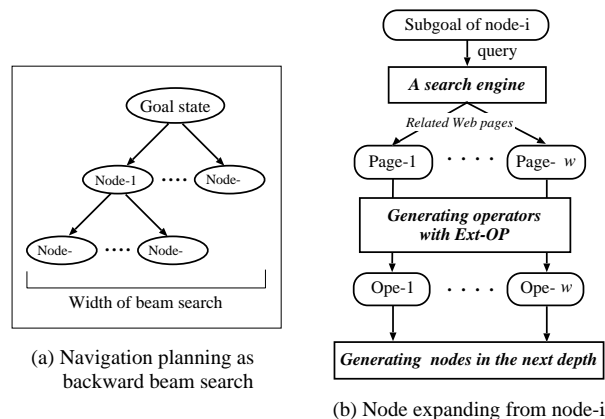 Goal state
Node-1
Node-
Node-
Node-
Width of beam search
(a) Navigation planning as
backward beam search
Subgoal of node-i
query
A search engine
Related Web pages
Page-1
Page- w
Generating operators
with Ext-OP
Ope-1
Ope- w
Generating nodes in the next depth
(b) Node expanding from node-i